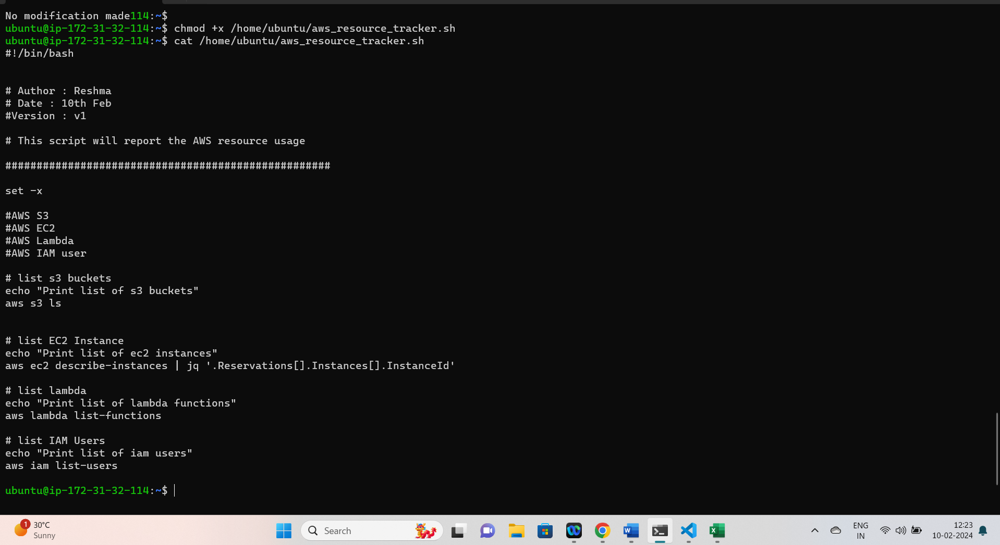 No modification made114:~$
ubuntu@ip-172-31-32-114:~$ chmod +x /home/ubuntu/aws_resource_tracker.sh
ubuntu@ip-172-31-32-114:~$ cat /home/ubuntu/aws_resource_tracker.sh
#!/bin/bash
# Author : Reshma
# Date : 10th Feb
#Version : v1
# This script will report the AWS resource usage
####################################################
set -x
#AWS S3
#AWS EC2
#AWS Lambda
#AWS IAM user
# list s3 buckets
echo "Print list of s3 buckets"
aws s3 ls
# list EC2 Instance
echo "Print list of ec2 instances"
aws ec2 describe-instances | jq '.Reservations[].Instances[].InstanceId'
# list lambda
echo "Print list of lambda functions"
aws lambda list-functions
# list IAM Users
echo "Print list of iam users"
aws iam list-users
ubuntu@ip-172-31-32-114:~$
1
30°C
Sunny
Search
ENG
IN
12:23
10-02-2024